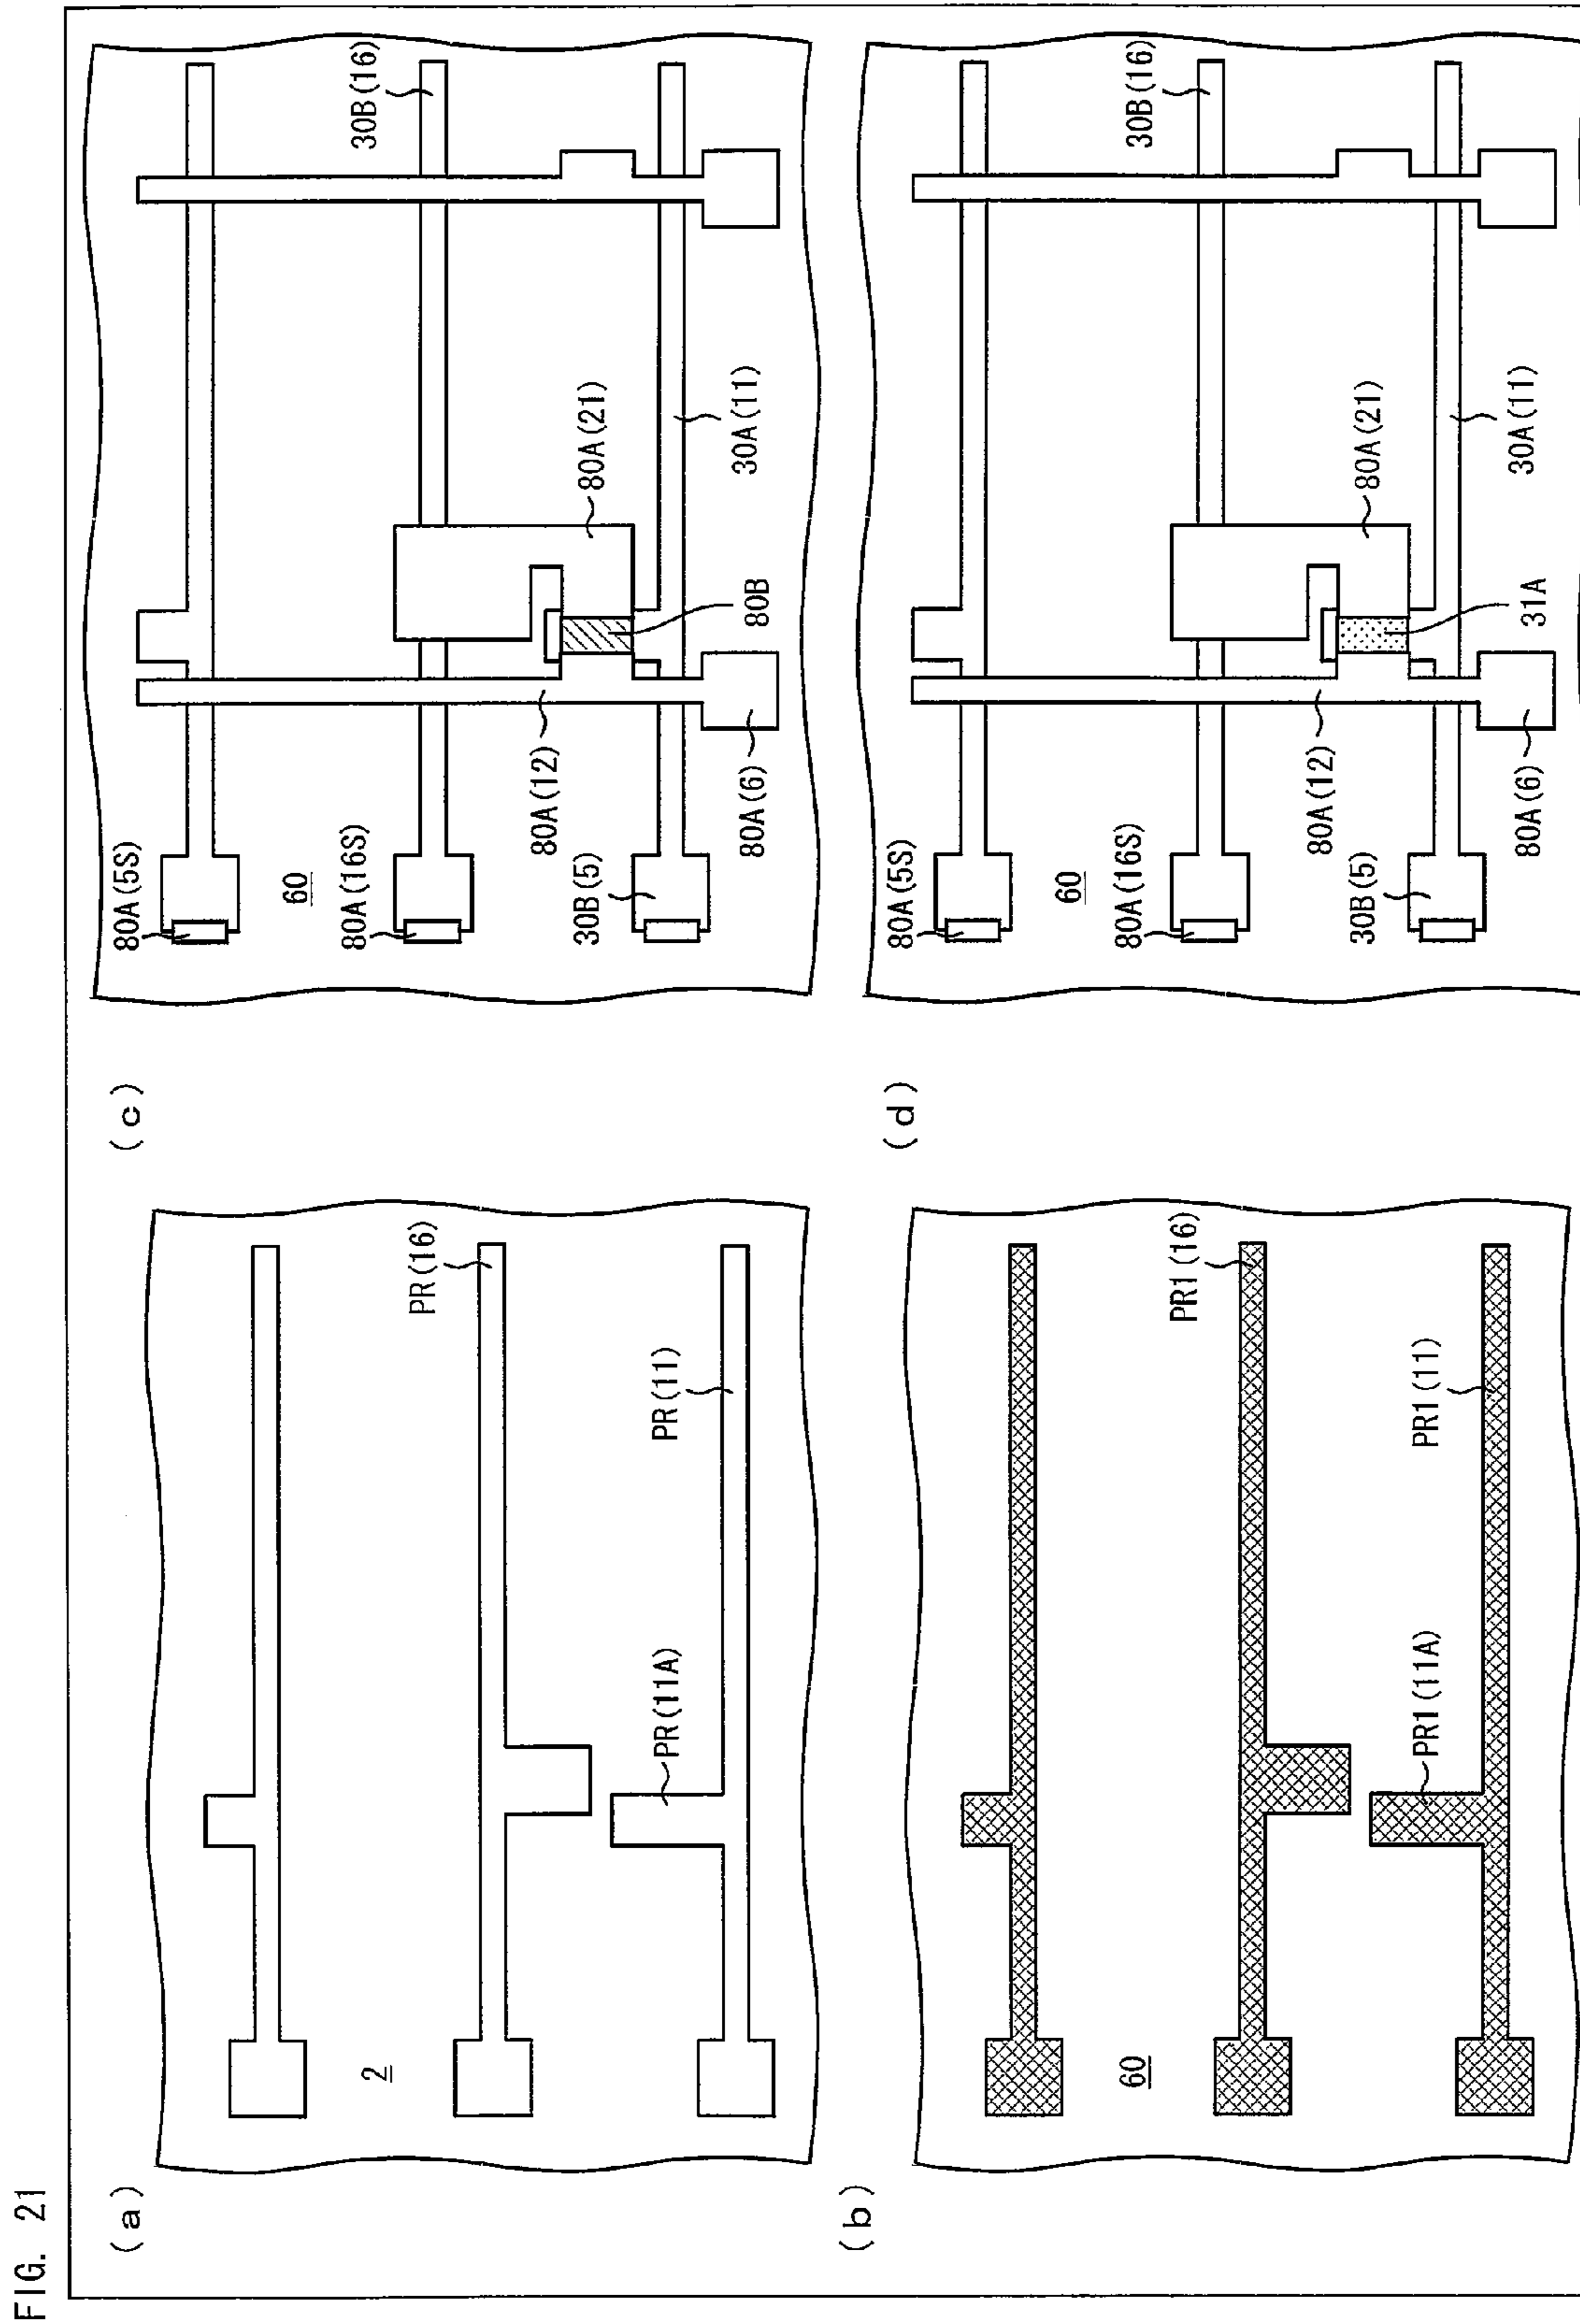 FIG. 21
(a)
PR(16)
PR(11)
PR(11A)
2
(b)
PR1(16)
PR1(11)
PR1(11A)
60
(c)
30B(16)
80A(21)
30A(11)
80B
80A(12)
80A(6)
80A(5S)
60
80A(16S)
30B(5)
(d)
30B(16)
80A(21)
30A(11)
31A
80A(12)
80A(6)
80A(5S)
60
80A(16S)
30B(5)